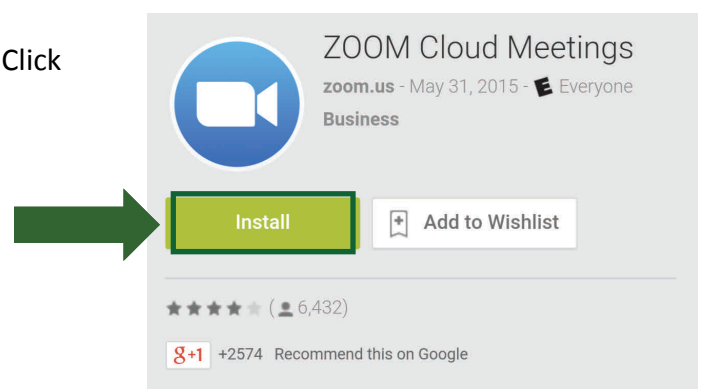 Click
ZOOM Cloud Meetings
zoom.us - May 31, 2015 - E Everyone
Business
Install
Add to Wishlist
(6,432)
g+1 +2574 Recommend this on Google